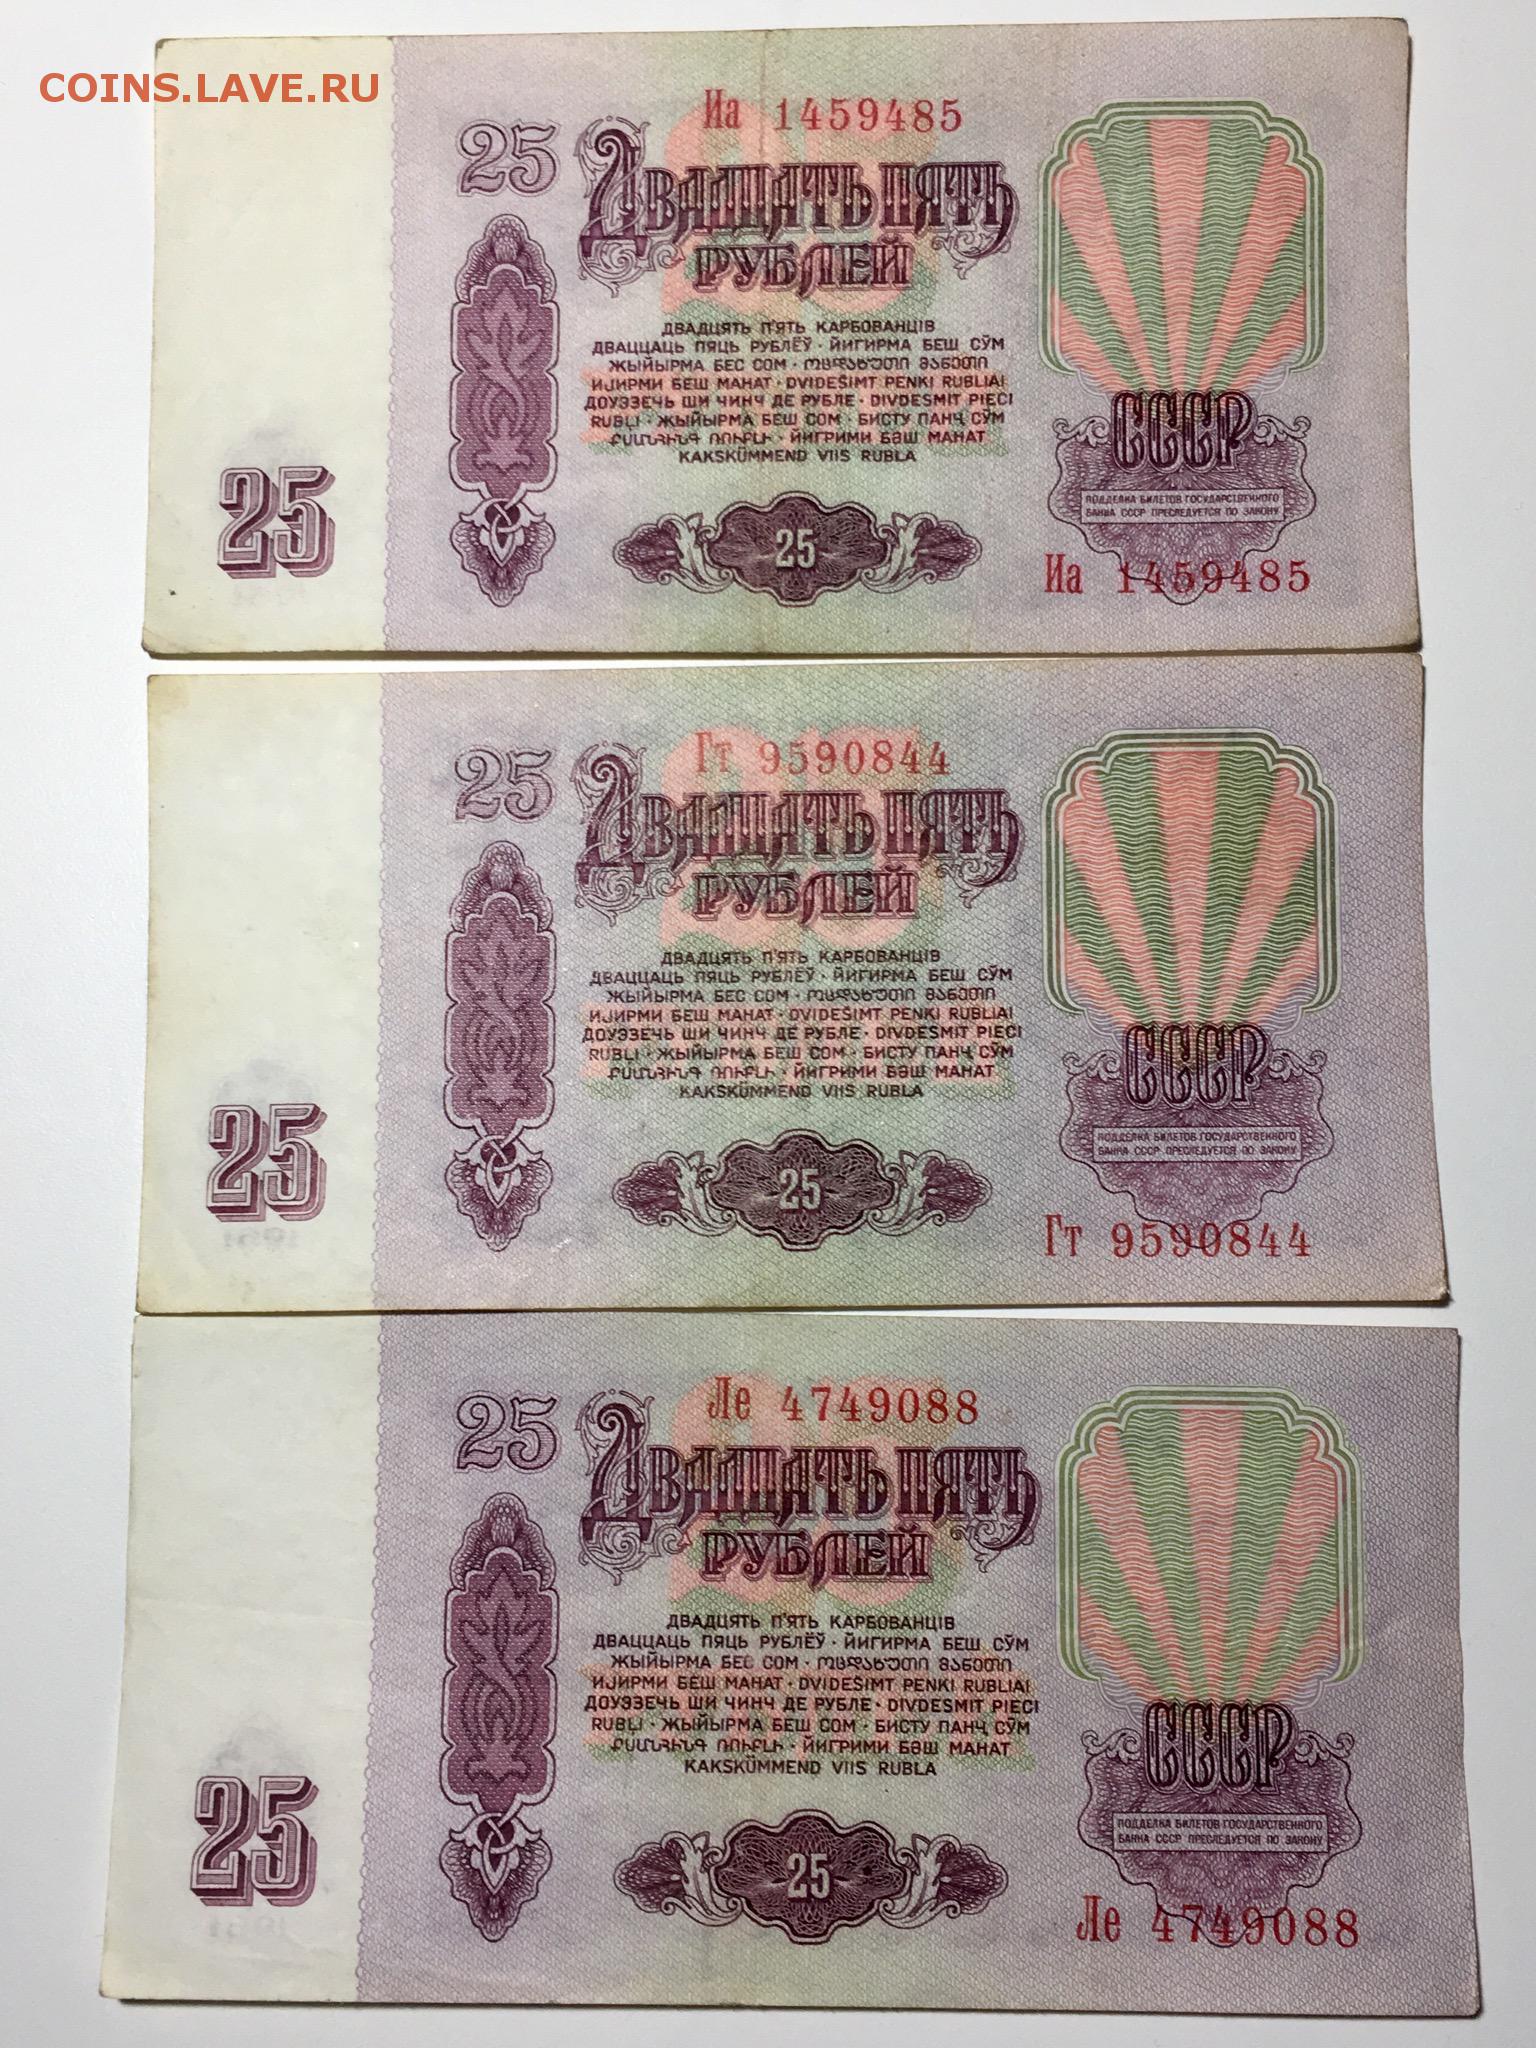 COINS.LAVE.RU
Иа 1459485
25
Двадцать пять
рублей
ДВАДЦЯТЬ П'ЯТЬ КАРБОВАНЦІВ
ДВАЦЦАЦЬ ПЯЦЬ РУБЛЁЎ · ЙИГИРМА БЕШ СЎМ
ЖЫЙЫРМА БЕС СОМ · ოცდახუთი მანეთი
ИЈИРМИ БЕШ МАНАТ · DVIDEŠIMT PENKI RUBLIAI
ДОУЭЗЕЧЬ ШИ ЧИНЧ ДЕ РУБЛЕ · DIVDESMIT PIECI
RUBĻI · ЖЫЙЫРМА БЕШ СОМ · БИСТУ ПАНҶ СЎМ
ՔՍԱՆՀԻՆԳ ՌՈՒԲԼԻ · ЙИГРИМИ БӘШ МАНАТ
KAKSKÜMMEND VIIS RUBLA
СССР
ПОДДЕЛКА БИЛЕТОВ ГОСУДАРСТВЕННОГО
БАНКА СССР ПРЕСЛЕДУЕТСЯ ПО ЗАКОНУ
25
25
Иа 1459485
Гт 9590844
25
Двадцать пять
рублей
ДВАДЦЯТЬ П'ЯТЬ КАРБОВАНЦІВ
ДВАЦЦАЦЬ ПЯЦЬ РУБЛЁЎ · ЙИГИРМА БЕШ СЎМ
ЖЫЙЫРМА БЕС СОМ · ოცდახუთი მანეთი
ИЈИРМИ БЕШ МАНАТ · DVIDEŠIMT PENKI RUBLIAI
ДОУЭЗЕЧЬ ШИ ЧИНЧ ДЕ РУБЛЕ · DIVDESMIT PIECI
RUBĻI · ЖЫЙЫРМА БЕШ СОМ · БИСТУ ПАНҶ СЎМ
ՔՍԱՆՀԻՆԳ ՌՈՒԲԼԻ · ЙИГРИМИ БӘШ МАНАТ
KAKSKÜMMEND VIIS RUBLA
СССР
ПОДДЕЛКА БИЛЕТОВ ГОСУДАРСТВЕННОГО
БАНКА СССР ПРЕСЛЕДУЕТСЯ ПО ЗАКОНУ
25
25
Гт 9590844
Ле 4749088
25
Двадцать пять
рублей
ДВАДЦЯТЬ П'ЯТЬ КАРБОВАНЦІВ
ДВАЦЦАЦЬ ПЯЦЬ РУБЛЁЎ · ЙИГИРМА БЕШ СЎМ
ЖЫЙЫРМА БЕС СОМ · ოცდახუთი მანეთი
ИЈИРМИ БЕШ МАНАТ · DVIDEŠIMT PENKI RUBLIAI
ДОУЭЗЕЧЬ ШИ ЧИНЧ ДЕ РУБЛЕ · DIVDESMIT PIECI
RUBĻI · ЖЫЙЫРМА БЕШ СОМ · БИСТУ ПАНҶ СЎМ
ՔՍԱՆՀԻՆԳ ՌՈՒԲԼԻ · ЙИГРИМИ БӘШ МАНАТ
KAKSKÜMMEND VIIS RUBLA
СССР
ПОДДЕЛКА БИЛЕТОВ ГОСУДАРСТВЕННОГО
БАНКА СССР ПРЕСЛЕДУЕТСЯ ПО ЗАКОНУ
25
25
Ле 4749088